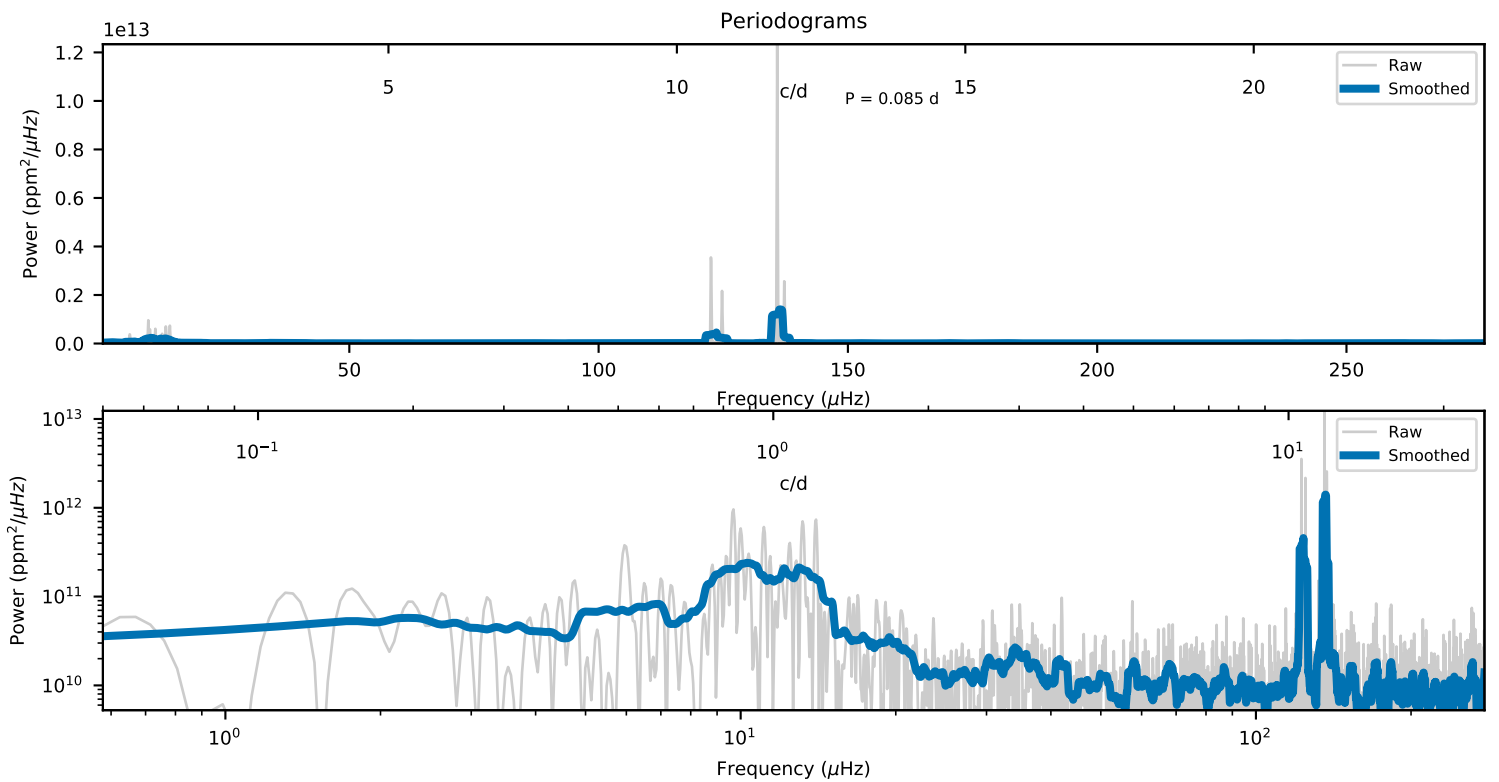 Periodograms
1e13
1.2
1.0
0.8
0.6
0.4
0.2
0.0
Power (ppm²/μHz)
5
10
15
20
c/d
P = 0.085 d
Raw
Smoothed
50
100
150
200
250
Frequency (μHz)
10¹³
10¹²
10¹¹
10¹⁰
Power (ppm²/μHz)
10⁻¹
10⁰
10¹
c/d
Raw
Smoothed
10⁰
10¹
10²
Frequency (μHz)